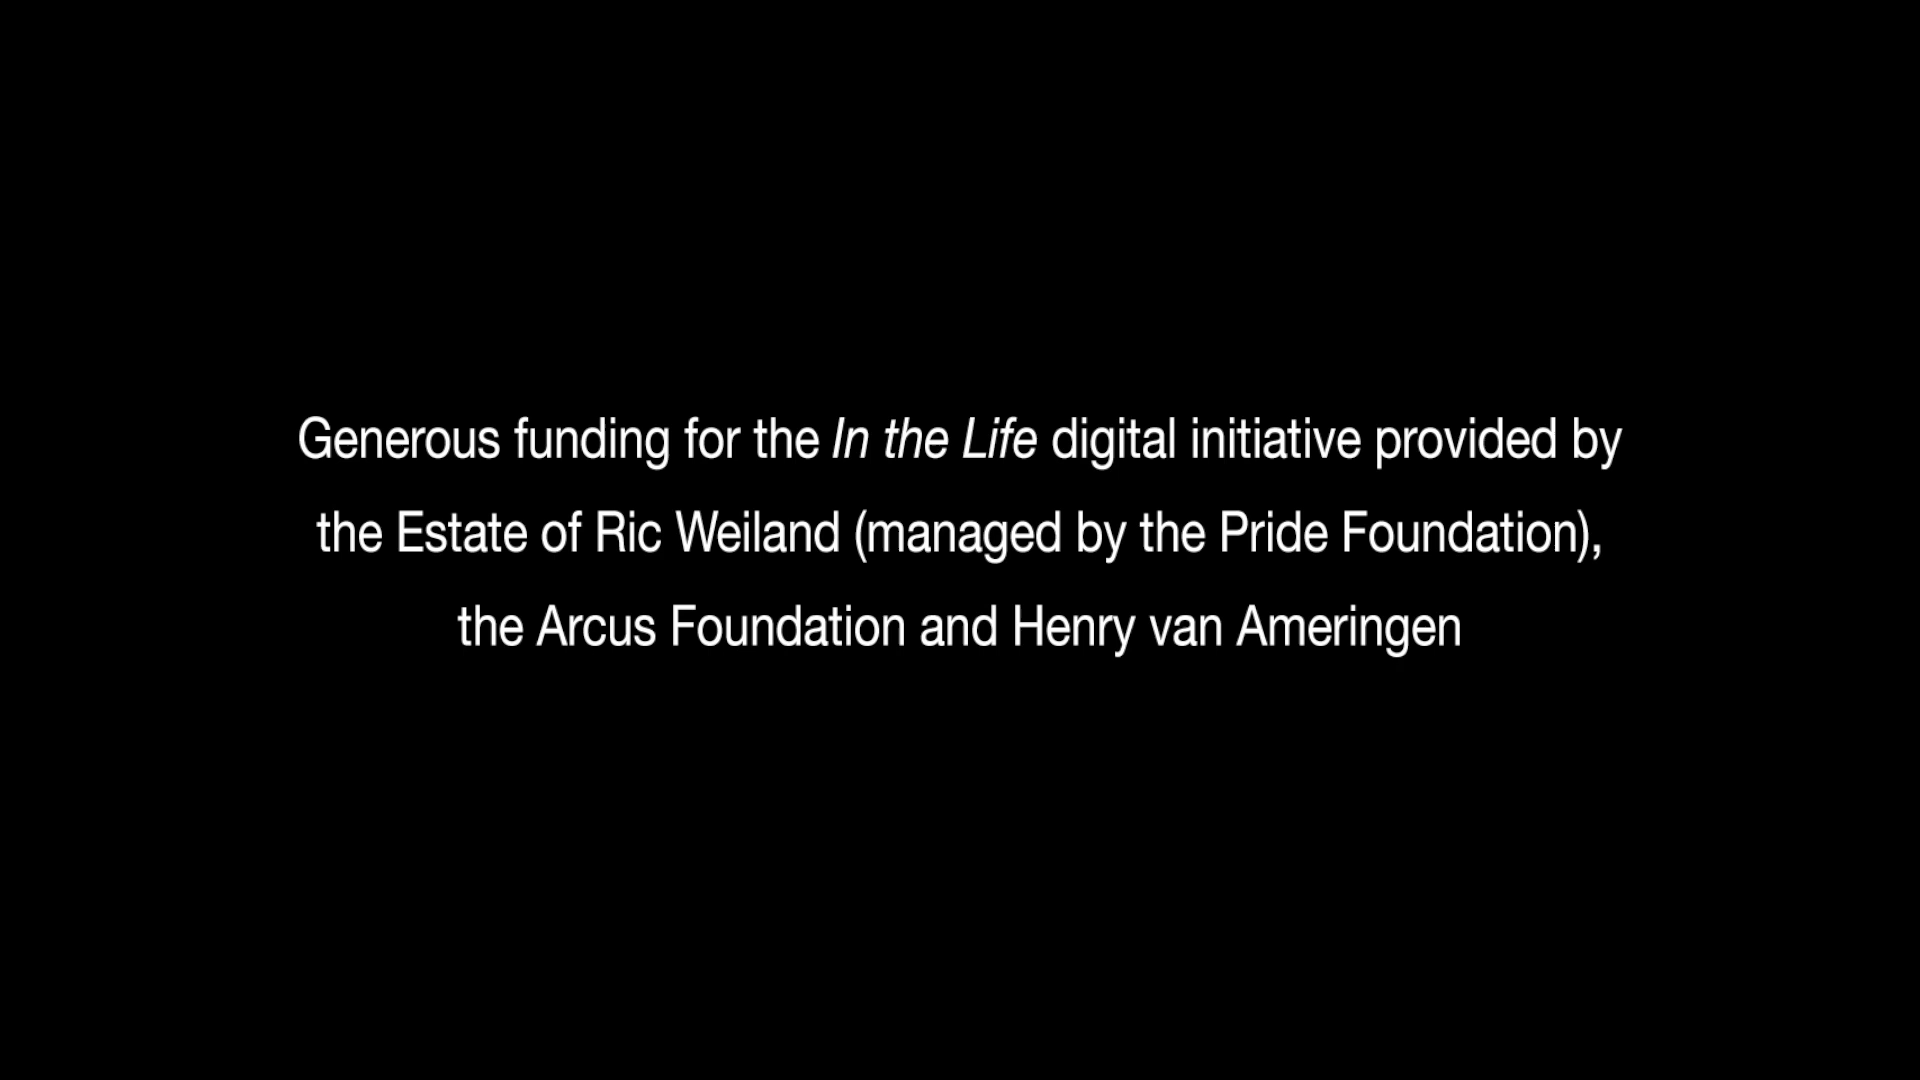 Generous funding for the In the Life digital initiative provided by
the Estate of Ric Weiland (managed by the Pride Foundation),
the Arcus Foundation and Henry van Ameringen